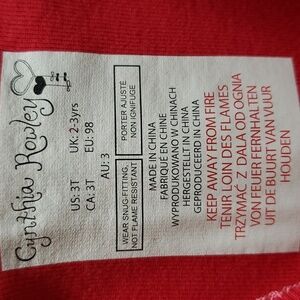 Cynthia Rowley
US: 3T UK: 2-3yrs
CA: 3T EU: 98
AU: 3
WEAR SNUG-FITTING,
NOT FLAME RESISTANT
PORTER AJUSTÉ
NON IGNIFUGE
MADE IN CHINA
FABRIQUÉ EN CHINE
WYPRODUKOWANO W CHINACH
HERGESTELLT IN CHINA
GEPRODUCEERD IN CHINA
KEEP AWAY FROM FIRE
TENIR LOIN DES FLAMES
TRZYMAĆ Z DALA OD OGNIA
VON FEUER FERNHALTEN
UIT DE BUURT VAN VUUR
HOUDEN